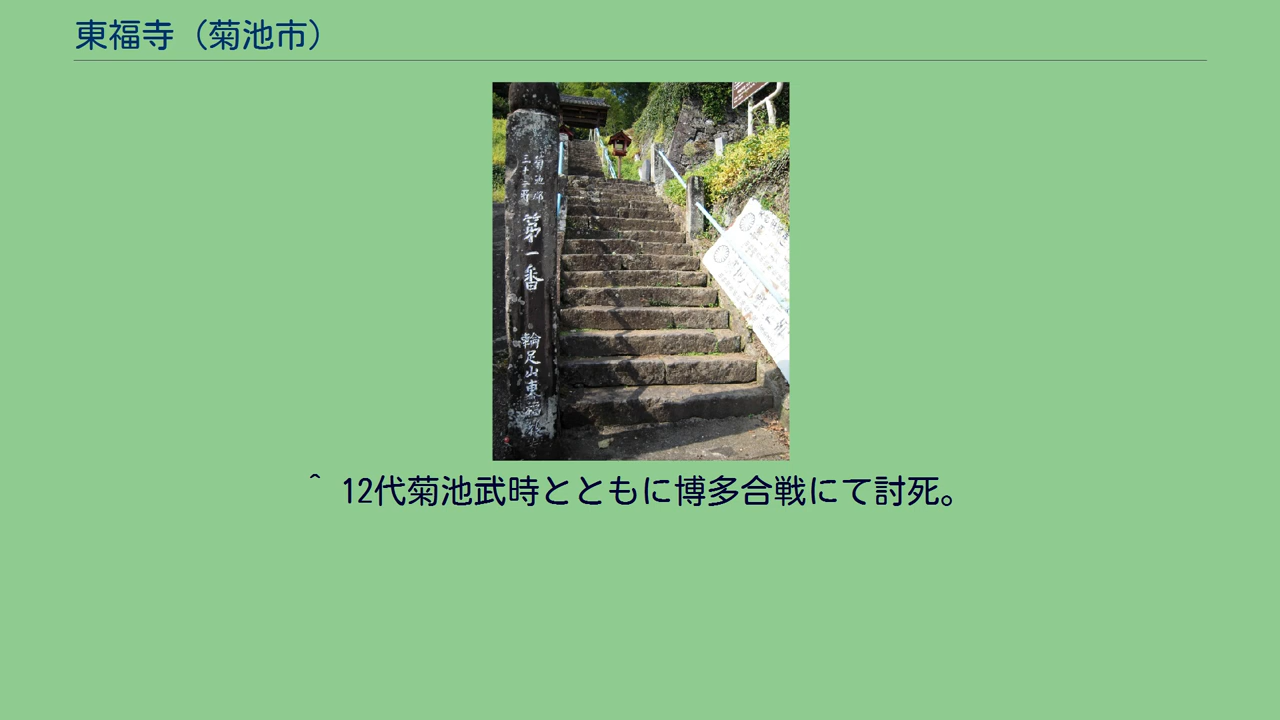 東福寺（菊池市）
菊池郷
三十三ヶ所
第一番
輪足山東福寺
^ 12代菊池武時とともに博多合戦にて討死。